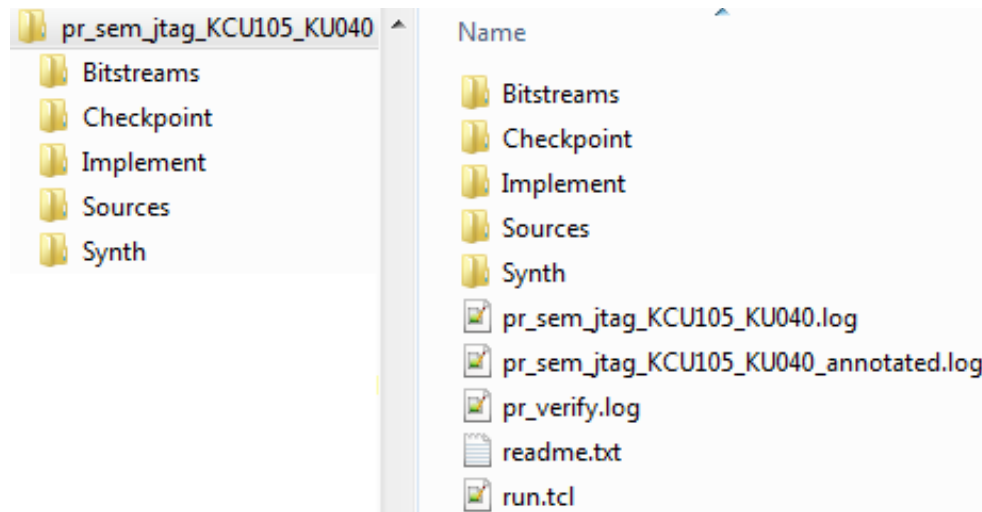 pr_sem_jtag_KCU105_KU040
Bitstreams
Checkpoint
Implement
Sources
Synth
Name
Bitstreams
Checkpoint
Implement
Sources
Synth
pr_sem_jtag_KCU105_KU040.log
pr_sem_jtag_KCU105_KU040_annotated.log
pr_verify.log
readme.txt
run.tcl